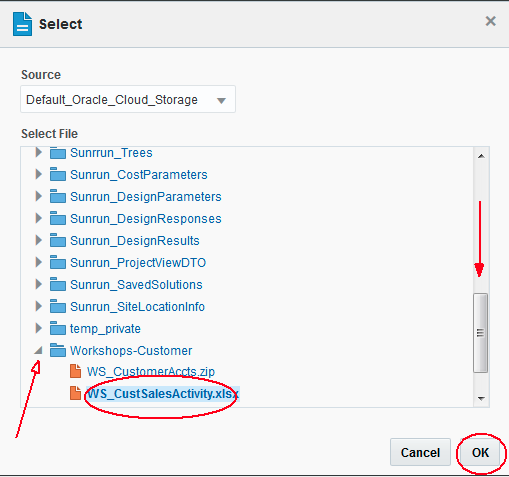 Select
Source
Default_Oracle_Cloud_Storage
Select File
Sunrrun_Trees
Sunrun_CostParameters
Sunrun_DesignParameters
Sunrun_DesignResponses
Sunrun_DesignResults
Sunrun_ProjectViewDTO
Sunrun_SavedSolutions
Sunrun_SiteLocationInfo
temp_private
Workshops-Customer
WS_CustomerAccts.zip
WS_CustSalesActivity.xlsx
Cancel OK